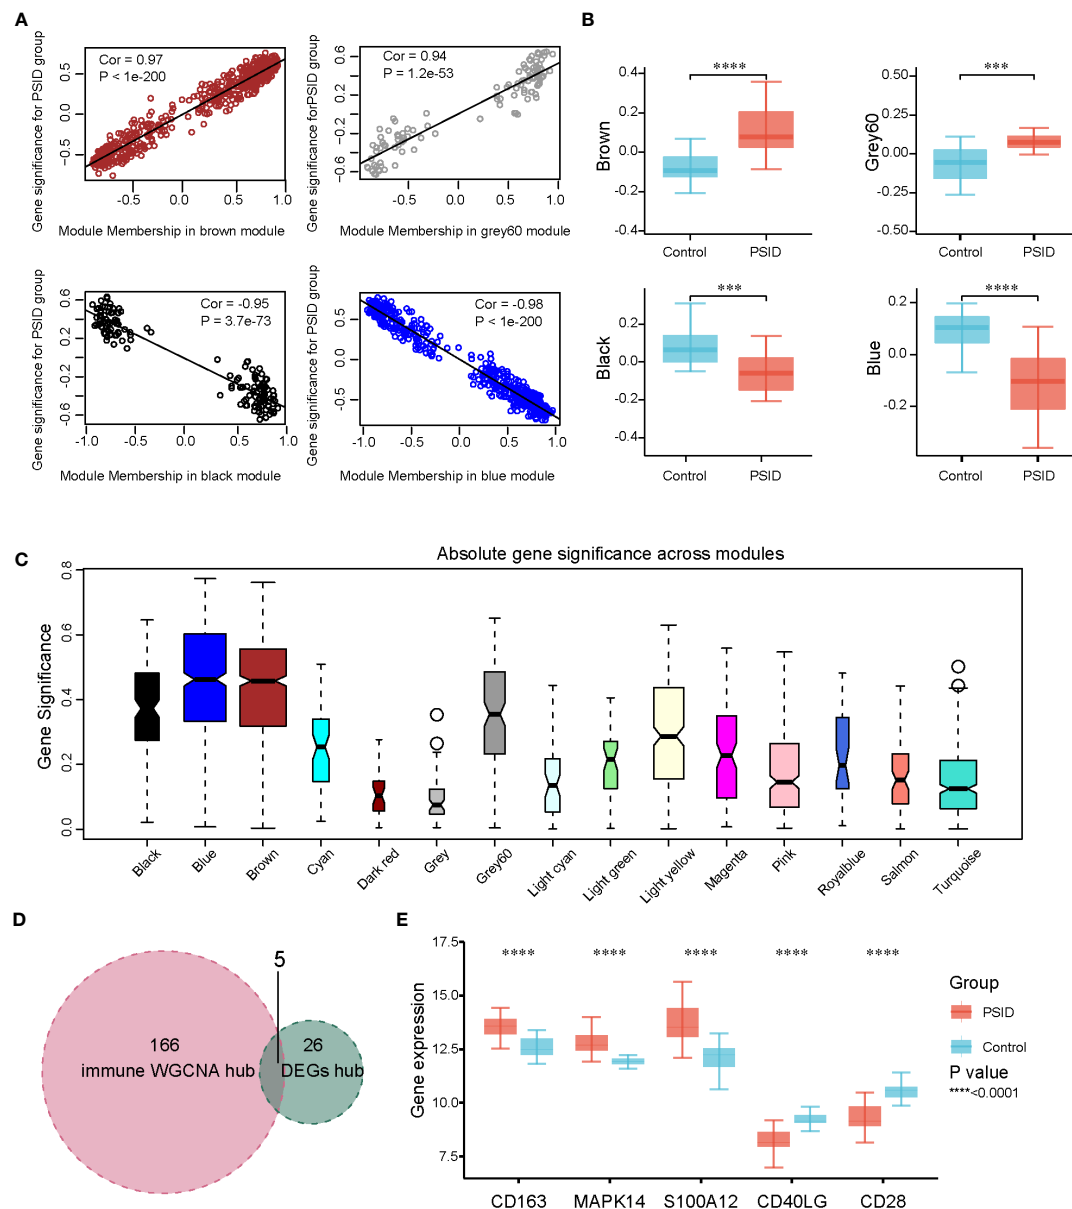 A
Gene significance for PSID group
Cor = 0.97
P < 1e-200
0.5
0.0
-0.5
-0.5
0.0
0.5
1.0
Module Membership in brown module
Gene significance forPSID group
Cor = 0.94
P = 1.2e-53
0.6
0.2
-0.2
-0.6
-0.5
0.0
0.5
1.0
Module Membership in grey60 module
Gene significance for PSID group
Cor = -0.95
P = 3.7e-73
0.6
0.2
-0.2
-0.6
-1.0
-0.5
0.0
0.5
1.0
Module Membership in black module
Gene significance for PSID group
Cor = -0.98
P < 1e-200
0.5
0.0
-0.5
-1.0
-0.5
0.0
0.5
1.0
Module Membership in blue module
B
Brown
0.4
0.2
0.0
-0.2
-0.4
****
Control
PSID
Grey60
0.50
0.25
0.00
-0.25
-0.50
***
Control
PSID
Black
0.2
0.0
-0.2
-0.4
***
Control
PSID
Blue
0.2
0.0
-0.2
****
Control
PSID
C
Absolute gene significance across modules
Gene Significance
0.8
0.6
0.4
0.2
0.0
Black
Blue
Brown
Cyan
Dark red
Grey
Grey60
Light cyan
Light green
Light yellow
Magenta
Pink
Royalblue
Salmon
Turquoise
D
5
166
immune WGCNA hub
26
DEGs hub
E
Gene expression
17.5
15.0
12.5
10.0
7.5
**** **** **** **** ****
CD163
MAPK14
S100A12
CD40LG
CD28
Group
PSID
Control
P value
****<0.0001